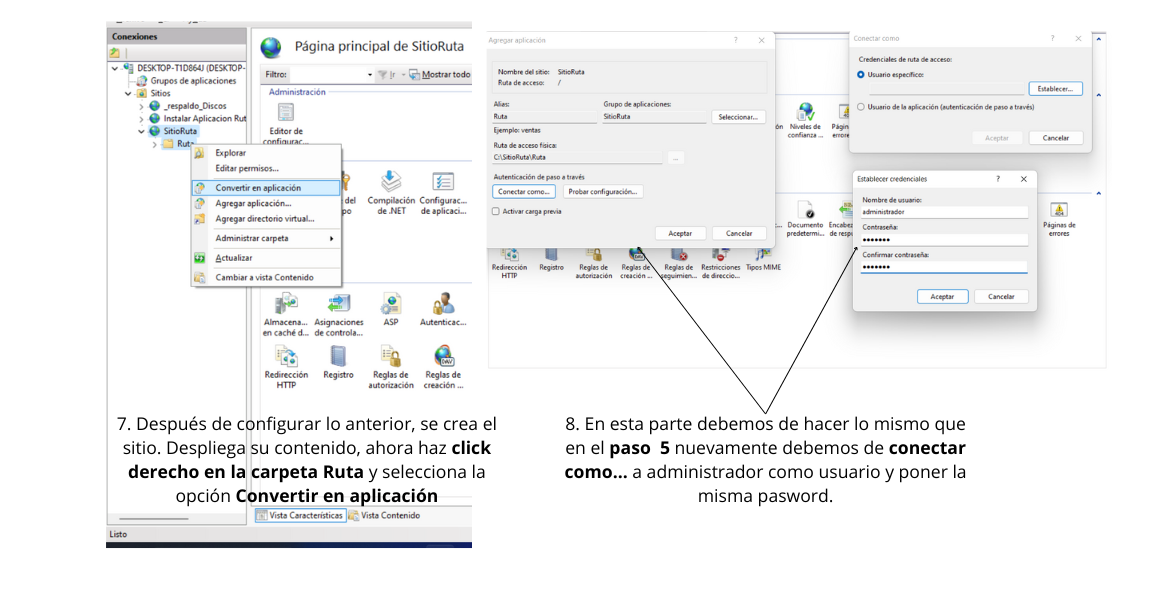 Conexiones
DESKTOP-T1D864J (DESKTOP-
Grupos de aplicaciones
Sitios
_respaldo_Discos
Instalar Aplicacion Rut
SitioRuta
Ruta
Explorar
Editar permisos...
Convertir en aplicación
Agregar aplicación...
Agregar directorio virtual...
Administrar carpeta
Actualizar
Cambiar a vista Contenido
Página principal de SitioRuta
Filtro:
Ir
Mostrar todo
Administración
Editor de
configurac...
Compilación
de .NET
Configurac...
de aplicaci...
Almacena...
en caché d...
Asignaciones
de controla...
ASP
Autenticac...
Redirección
HTTP
Registro
Reglas de
autorización
Reglas de
creación ...
Vista Características
Vista Contenido
Listo
7. Después de configurar lo anterior, se crea el
sitio. Despliega su contenido, ahora haz click
derecho en la carpeta Ruta y selecciona la
opción Convertir en aplicación
Agregar aplicación
?
Nombre del sitio: SitioRuta
Ruta de acceso: /
Alias:
Grupo de aplicaciones:
Ruta
SitioRuta
Seleccionar...
Ejemplo: ventas
Ruta de acceso física:
C:\SitioRuta\Ruta
...
Autenticación de paso a través
Conectar como...
Probar configuración...
Activar carga previa
Aceptar
Cancelar
Redirección
HTTP
Registro
Reglas de
autorización
Reglas de
creación ...
Reglas de
seguimien...
Restricciones
de direccio...
Tipos MIME
Niveles de
confianza ...
Págin
errore
Documento
predetermi...
Encabez
de respu
Páginas de
errores
Conectar como
?
Credenciales de ruta de acceso:
Usuario específico:
Establecer...
Usuario de la aplicación (autenticación de paso a través)
Aceptar
Cancelar
Establecer credenciales
?
Nombre de usuario:
administrador
Contraseña:
•••••••
Confirmar contraseña:
•••••••
Aceptar
Cancelar
8. En esta parte debemos de hacer lo mismo que
en el paso 5 nuevamente debemos de conectar
como... a administrador como usuario y poner la
misma pasword.